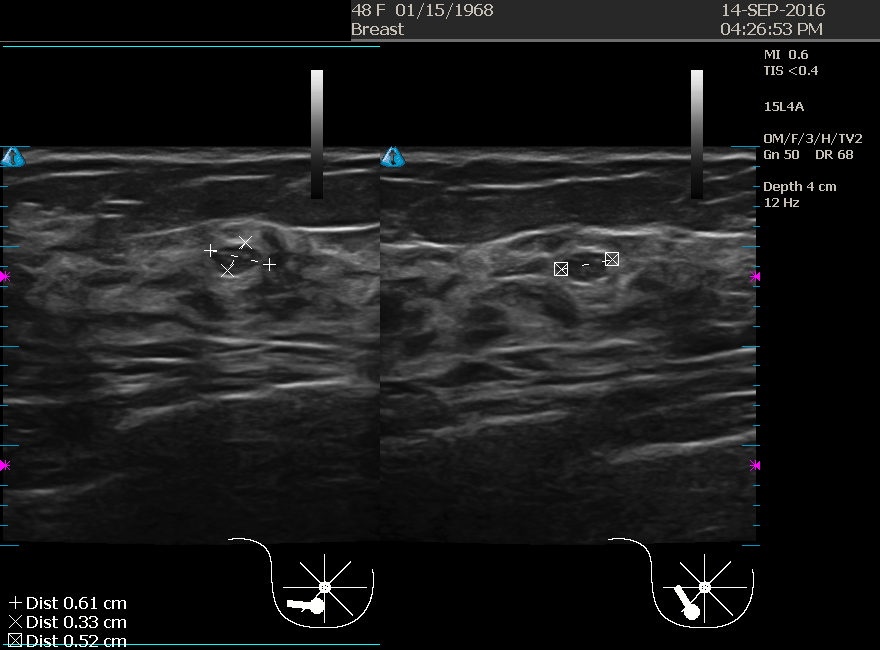 48 F 01/15/1968 14-SEP-2016
Breast 04:26:53 PM
MI 0.6
TIS <0.4
15L4A
OM/F/3/H/TV2
Gn 50 DR 68
Depth 4 cm
12 Hz
Dist 0.61 cm
Dist 0.33 cm
Dist 0.52 cm